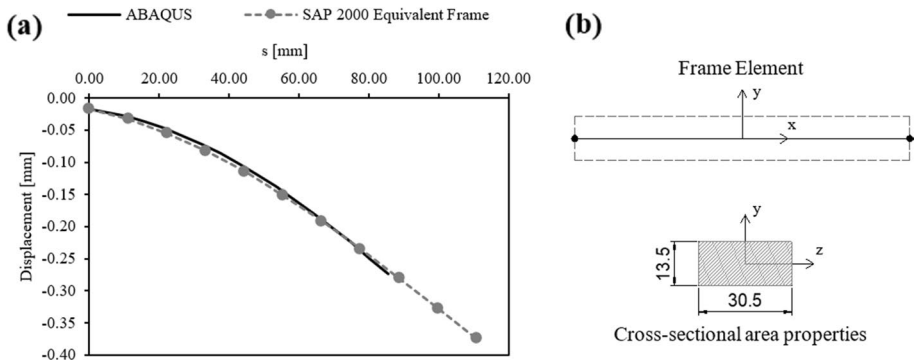 (a)
ABAQUS
SAP 2000 Equivalent Frame
s [mm]
0.00 20.00 40.00 60.00 80.00 100.00 120.00
0.00
-0.05
-0.10
-0.15
-0.20
-0.25
-0.30
-0.35
-0.40
Displacement [mm]
(b)
Frame Element
y
x
y
z
13.5
30.5
Cross-sectional area properties